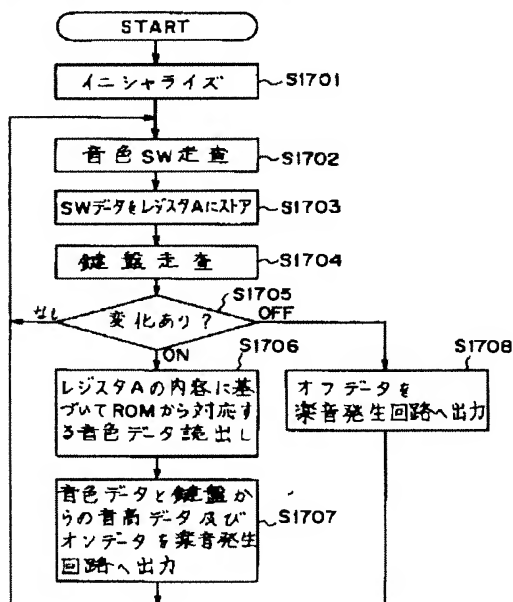 START
イニシャライズ
S1701
音色SW走査
S1702
SWデータをレジスタAにストア
S1703
鍵盤走査
S1704
S1705
変化あり?
なし
OFF
ON
S1706
レジスタAの内容に基
づいてROMから対応す
る音色データ読出し
S1708
オフデータを
楽音発生回路へ出力
音色データと鍵盤か
らの音高データ及び
オンデータを楽音発生
回路へ出力
S1707